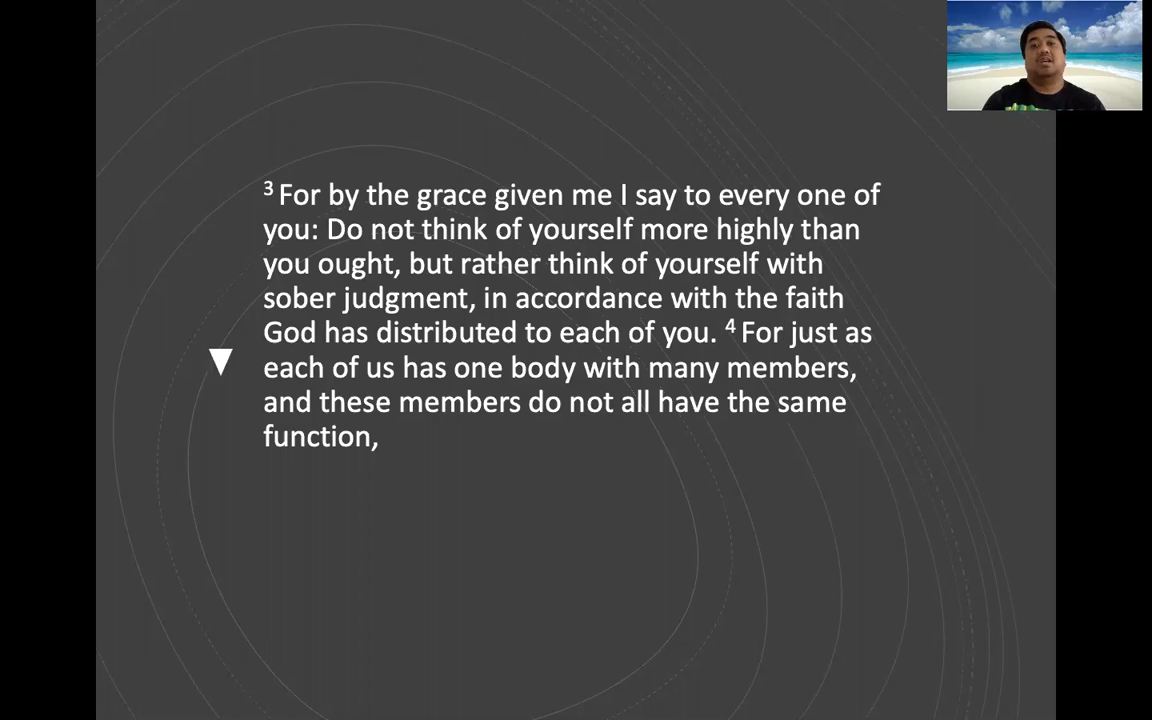 ³ For by the grace given me I say to every one of
you: Do not think of yourself more highly than
you ought, but rather think of yourself with
sober judgment, in accordance with the faith
God has distributed to each of you. ⁴ For just as
each of us has one body with many members,
and these members do not all have the same
function,